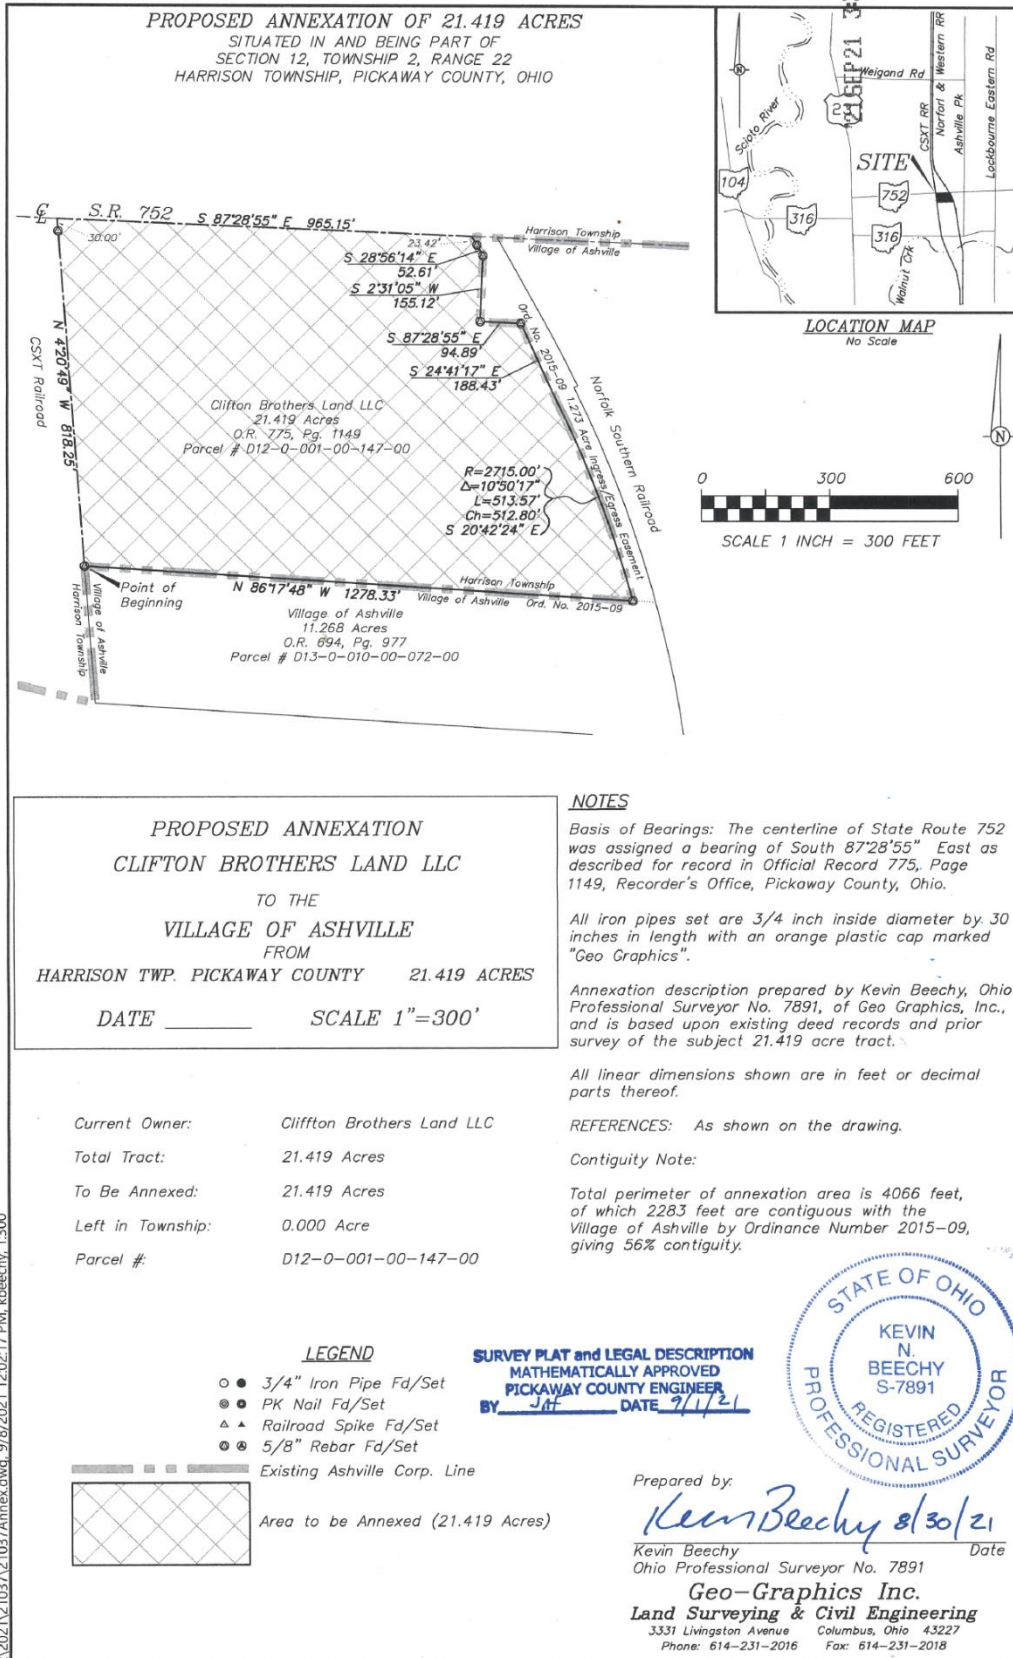 PROPOSED ANNEXATION OF 21.419 ACRES
SITUATED IN AND BEING PART OF
SECTION 12, TOWNSHIP 2, RANGE 22
HARRISON TOWNSHIP, PICKAWAY COUNTY, OHIO
21SEP21
Weigand Rd
Scioto River
CSXT RR
Norforl & Western RR
Ashville Pk
Lockbourne Eastern Rd
SITE
104
316
752
316
Walnut Crk
LOCATION MAP
No Scale
N
0 300 600
SCALE 1 INCH = 300 FEET
S.R. 752 S 87°28'55" E 965.15'
30.00'
23.42'
Harrison Township
Village of Ashville
S 28°56'14" E
52.61'
S 2°31'05" W
155.12'
S 87°28'55" E
94.89'
S 24°41'17" E
188.43'
Ord. No. 2015-09 1.273 Acre Ingress/Egress Easement
Norfolk Southern Railroad
CSXT Railroad
N 4°20'49" W 818.25'
Clifton Brothers Land LLC
21.419 Acres
O.R. 775, Pg. 1149
Parcel # D12-0-001-00-147-00
R=2715.00'
Δ=10°50'17"
L=513.57'
Ch=512.80'
S 20°42'24" E
Point of
Beginning
N 86°17'48" W 1278.33'
Harrison Township
Village of Ashville Ord. No. 2015-09
Village of Ashville
Harrison Township
Village of Ashville
11.268 Acres
O.R. 694, Pg. 977
Parcel # D13-0-010-00-072-00
PROPOSED ANNEXATION
CLIFTON BROTHERS LAND LLC
TO THE
VILLAGE OF ASHVILLE
FROM
HARRISON TWP. PICKAWAY COUNTY 21.419 ACRES
DATE ________ SCALE 1"=300'
NOTES
Basis of Bearings: The centerline of State Route 752
was assigned a bearing of South 87°28'55" East as
described for record in Official Record 775, Page
1149, Recorder's Office, Pickaway County, Ohio.
All iron pipes set are 3/4 inch inside diameter by 30
inches in length with an orange plastic cap marked
"Geo Graphics".
Annexation description prepared by Kevin Beechy, Ohio
Professional Surveyor No. 7891, of Geo Graphics, Inc.,
and is based upon existing deed records and prior
survey of the subject 21.419 acre tract.
All linear dimensions shown are in feet or decimal
parts thereof.
REFERENCES: As shown on the drawing.
Contiguity Note:
Total perimeter of annexation area is 4066 feet,
of which 2283 feet are contiguous with the
Village of Ashville by Ordinance Number 2015-09,
giving 56% contiguity.
Current Owner: Cliffton Brothers Land LLC
Total Tract: 21.419 Acres
To Be Annexed: 21.419 Acres
Left in Township: 0.000 Acre
Parcel #: D12-0-001-00-147-00
LEGEND
3/4" Iron Pipe Fd/Set
PK Nail Fd/Set
Railroad Spike Fd/Set
5/8" Rebar Fd/Set
Existing Ashville Corp. Line
Area to be Annexed (21.419 Acres)
SURVEY PLAT and LEGAL DESCRIPTION
MATHEMATICALLY APPROVED
PICKAWAY COUNTY ENGINEER
BY JAF DATE 9/1/21
STATE OF OHIO
KEVIN
N.
BEECHY
S-7891
REGISTERED
PROFESSIONAL SURVEYOR
Prepared by:
Kevin Beechy 8/30/21
Kevin Beechy Date
Ohio Professional Surveyor No. 7891
Geo-Graphics Inc.
Land Surveying & Civil Engineering
3331 Livingston Avenue Columbus, Ohio 43227
Phone: 614-231-2016 Fax: 614-231-2018
\2021\21037\21037Annex.dwg, 9/8/2021 12:02:17 PM, kbeechy, 1:300